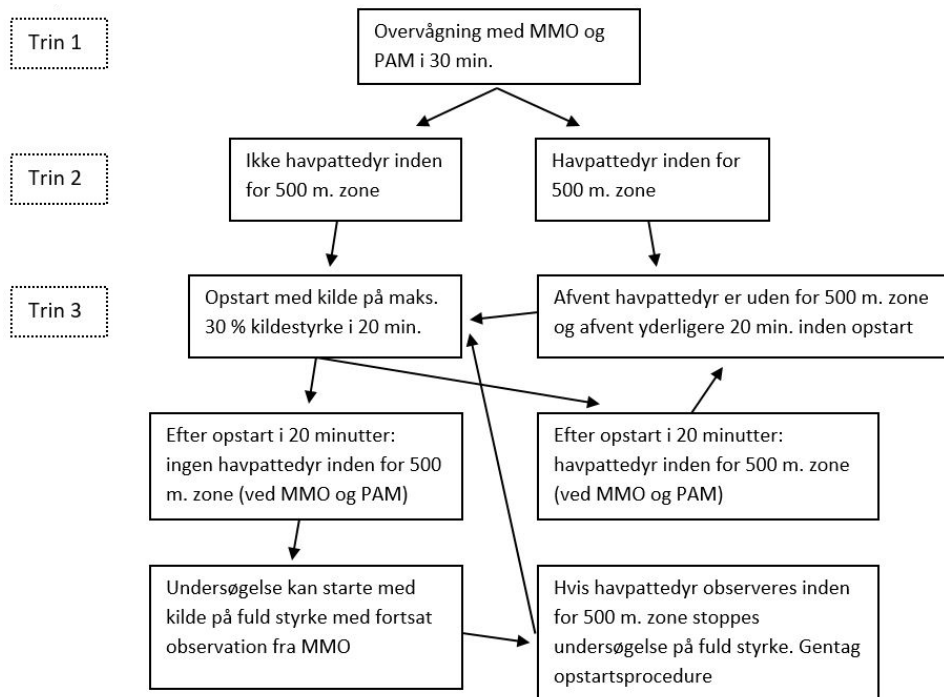 Trin 1
Overvågning med MMO og
PAM i 30 min.
Trin 2
Ikke havpattedyr inden
for 500 m. zone
Havpattedyr inden for
500 m. zone
Trin 3
Opstart med kilde på maks.
30 % kildestyrke i 20 min.
Afvent havpattedyr er uden for 500 m. zone
og afvent yderligere 20 min. inden opstart
Efter opstart i 20 minutter:
ingen havpattedyr inden for 500
m. zone (ved MMO og PAM)
Efter opstart i 20 minutter:
havpattedyr inden for 500 m. zone
(ved MMO og PAM)
Undersøgelse kan starte med
kilde på fuld styrke med fortsat
observation fra MMO
Hvis havpattedyr observeres inden
for 500 m. zone stoppes
undersøgelse på fuld styrke. Gentag
opstartsprocedure